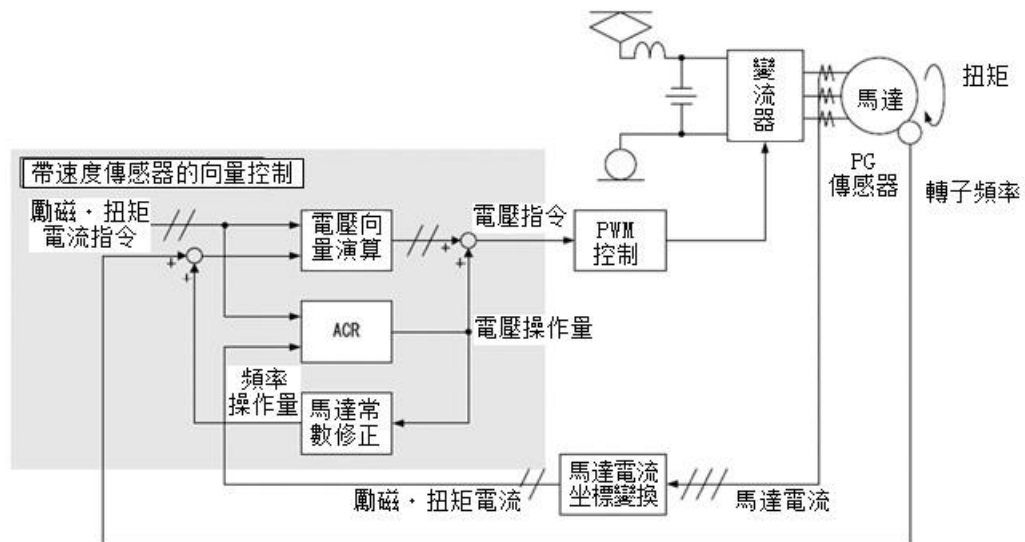 變
流
器
馬達
扭矩
PG
傳感器
轉子頻率
帶速度傳感器的向量控制
勵磁・扭矩
電流指令
電壓向
量演算
電壓指令
PWM
控制
ACR
電壓操作量
頻率
操作量
馬達常
數修正
勵磁・扭矩電流
馬達電流
坐標變換
馬達電流